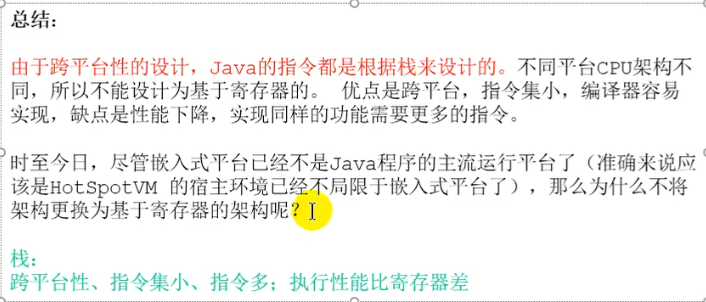 总结：
由于跨平台性的设计，Java的指令都是根据栈来设计的。不同平台CPU架构不
同，所以不能设计为基于寄存器的。 优点是跨平台，指令集小，编译器容易
实现，缺点是性能下降，实现同样的功能需要更多的指令。
时至今日，尽管嵌入式平台已经不是Java程序的主流运行平台了（准确来说应
该是HotSpotVM 的宿主环境已经不局限于嵌入式平台了），那么为什么不将
架构更换为基于寄存器的架构呢？
栈：
跨平台性、指令集小、指令多；执行性能比寄存器差